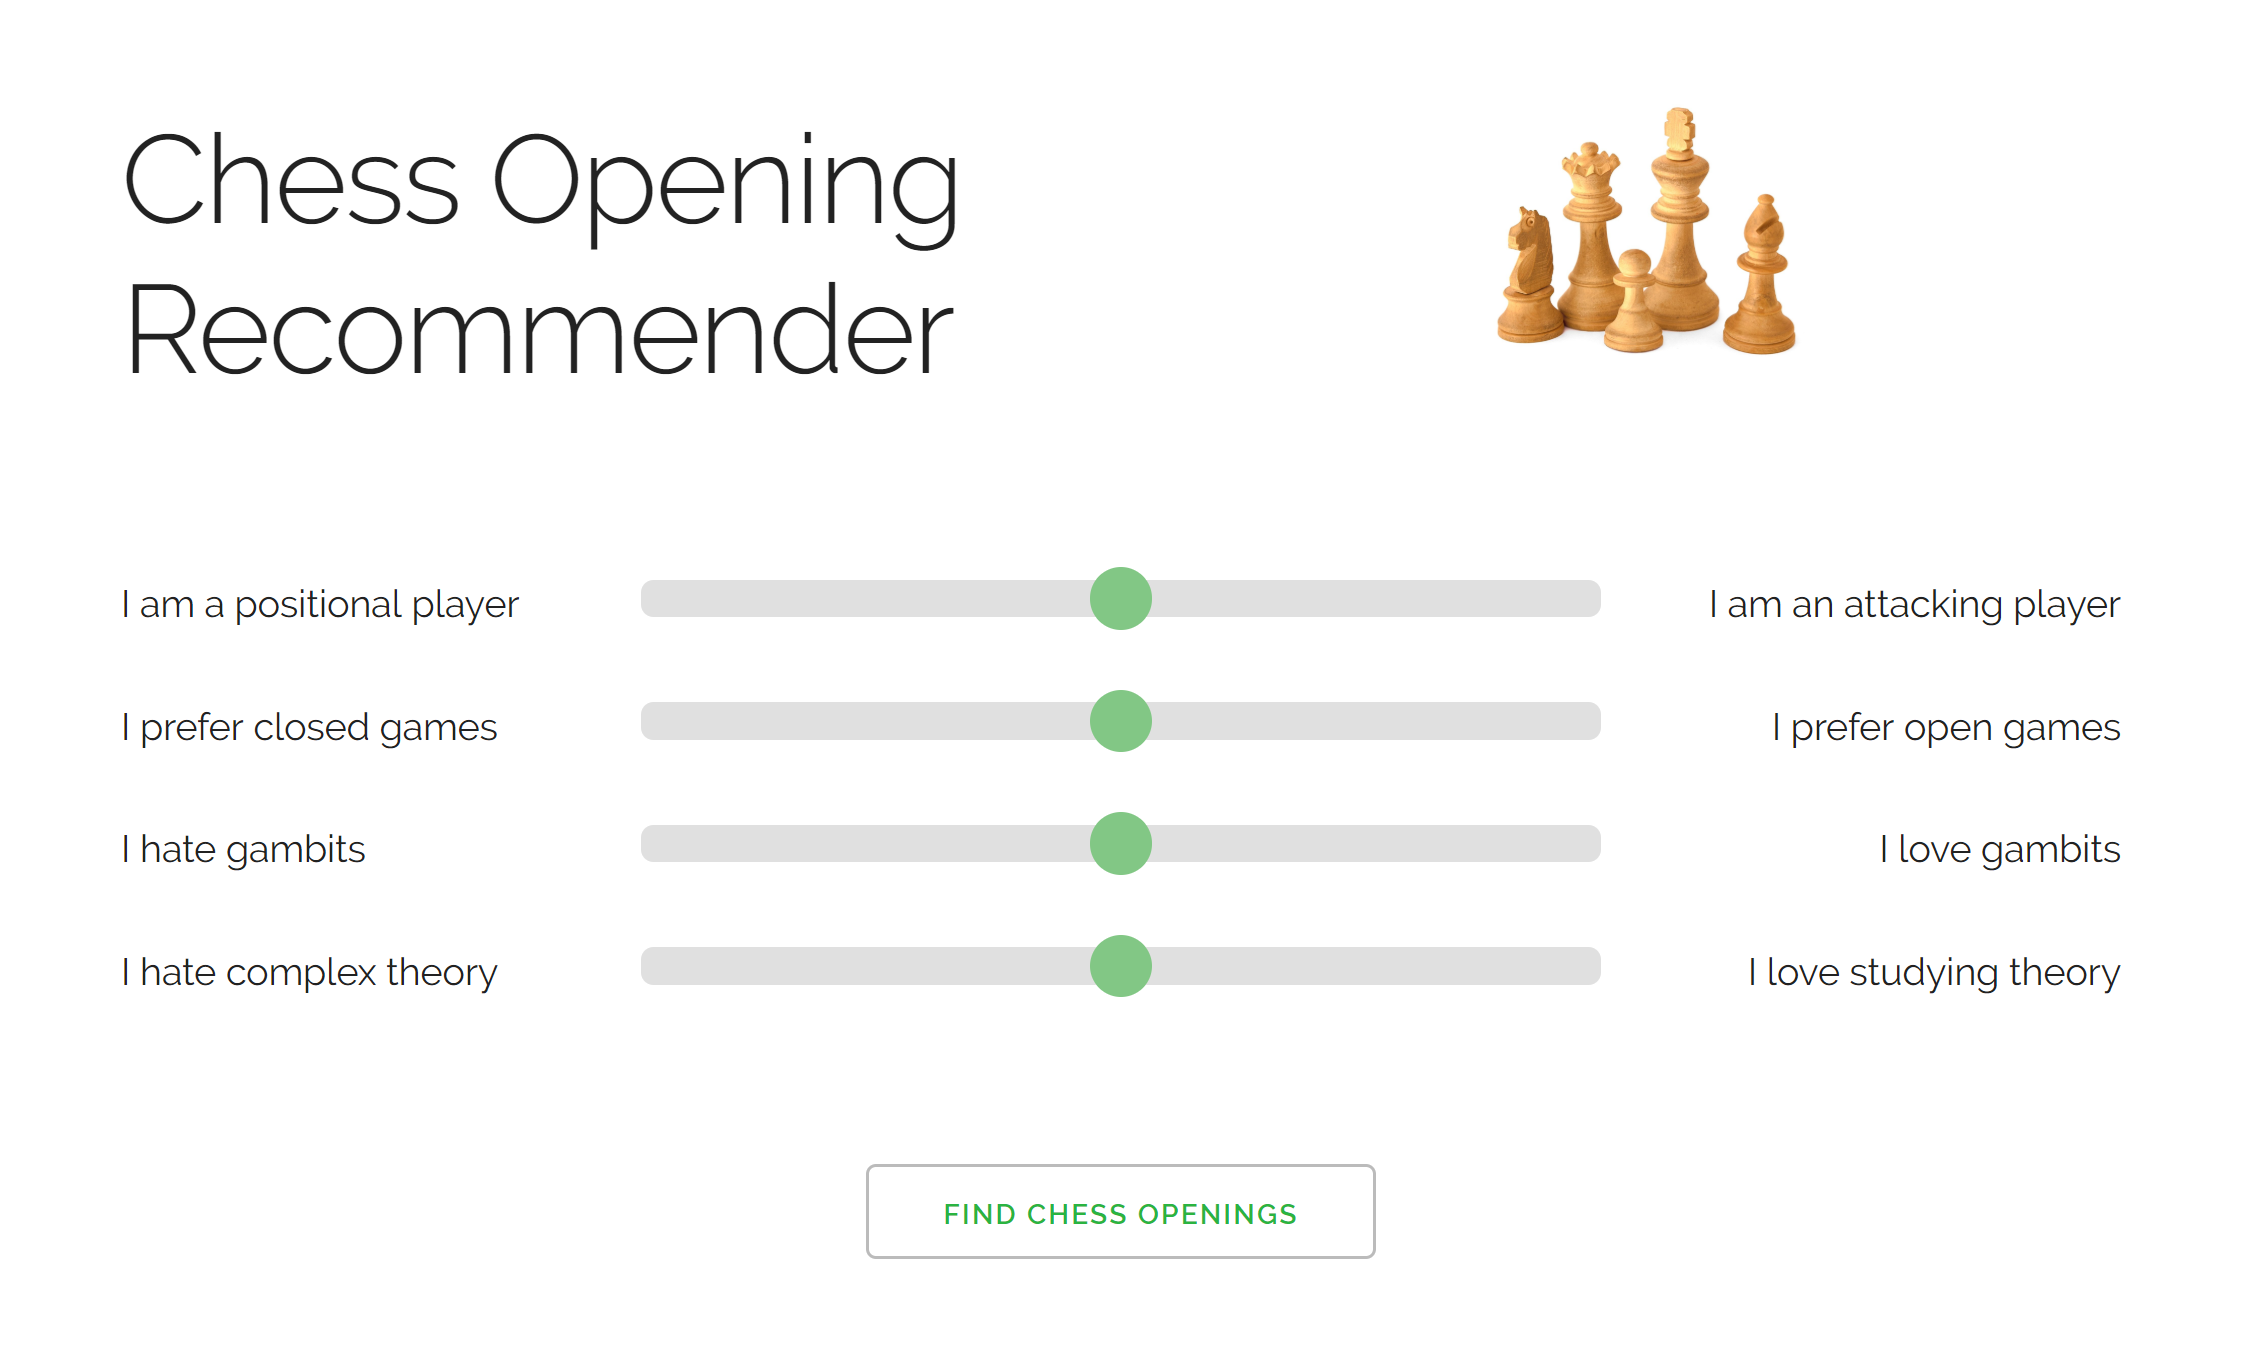 Chess Opening
Recommender
I am a positional player
I am an attacking player
I prefer closed games
I prefer open games
I hate gambits
I love gambits
I hate complex theory
I love studying theory
FIND CHESS OPENINGS